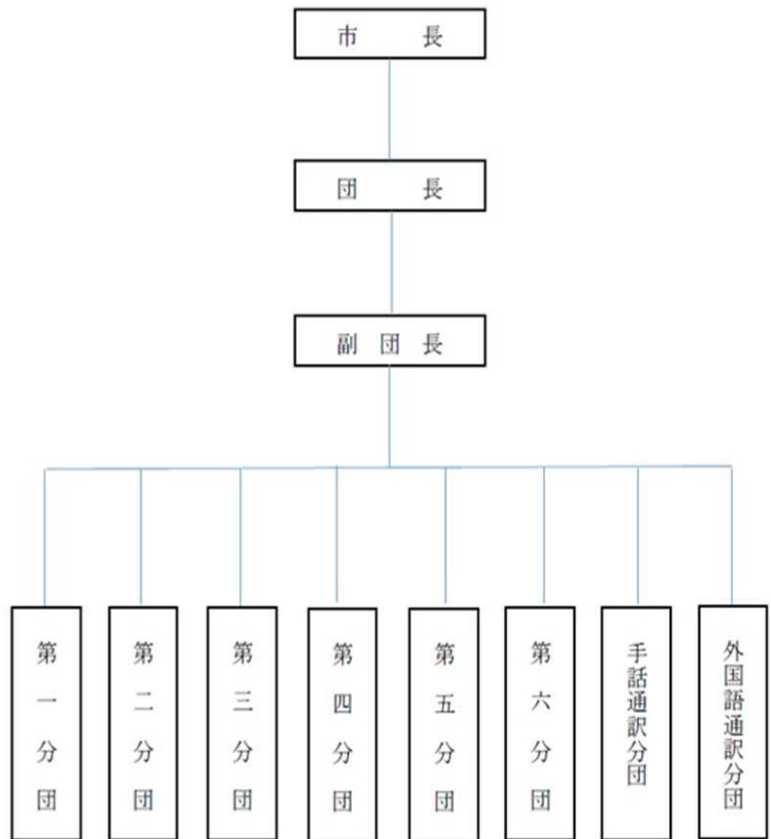 市長
団長
副団長
第一分団
第二分団
第三分団
第四分団
第五分団
第六分団
手話通訳分団
外国語通訳分団